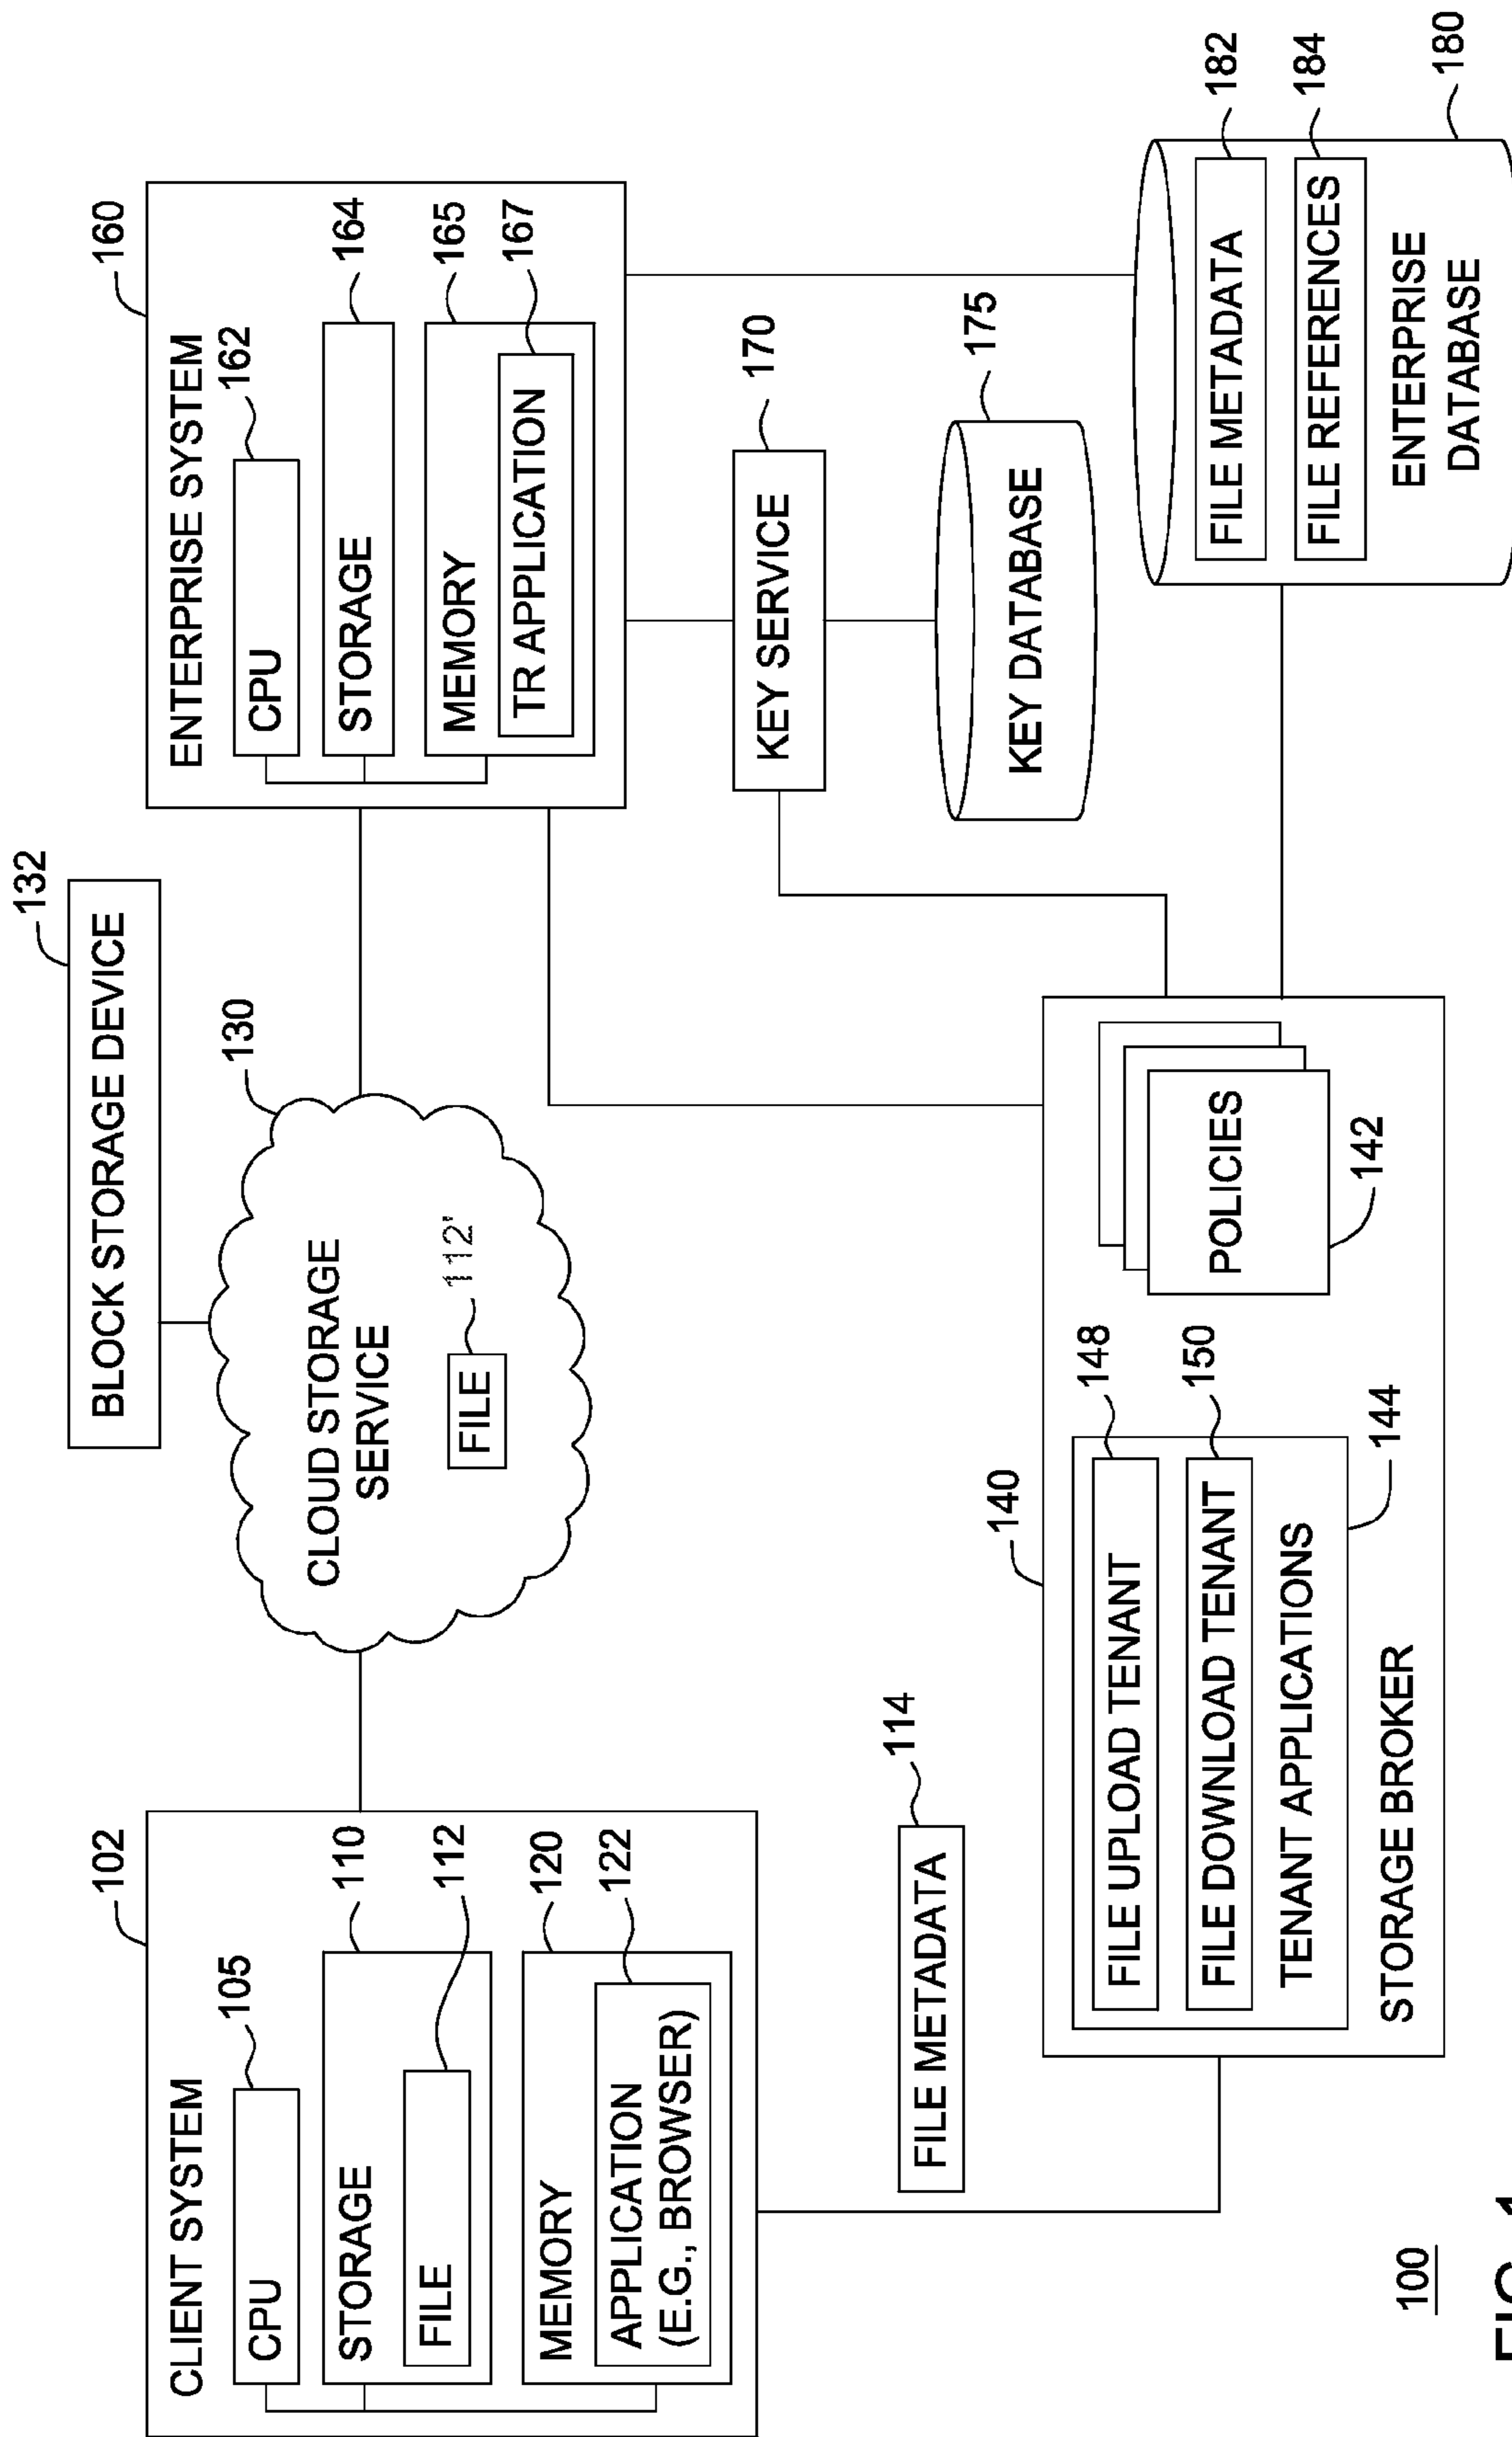 132
BLOCK STORAGE DEVICE
102
CLIENT SYSTEM
105
CPU
110
STORAGE
112
FILE
120
MEMORY
122
APPLICATION
(E.G., BROWSER)
130
CLOUD STORAGE
SERVICE
112'
FILE
160
ENTERPRISE SYSTEM
162
CPU
164
STORAGE
165
MEMORY
167
TR APPLICATION
170
KEY SERVICE
175
KEY DATABASE
114
FILE METADATA
140
148
FILE UPLOAD TENANT
150
FILE DOWNLOAD TENANT
TENANT APPLICATIONS
144
STORAGE BROKER
POLICIES
142
182
FILE METADATA
184
FILE REFERENCES
ENTERPRISE
DATABASE
180
100
FIG. 1